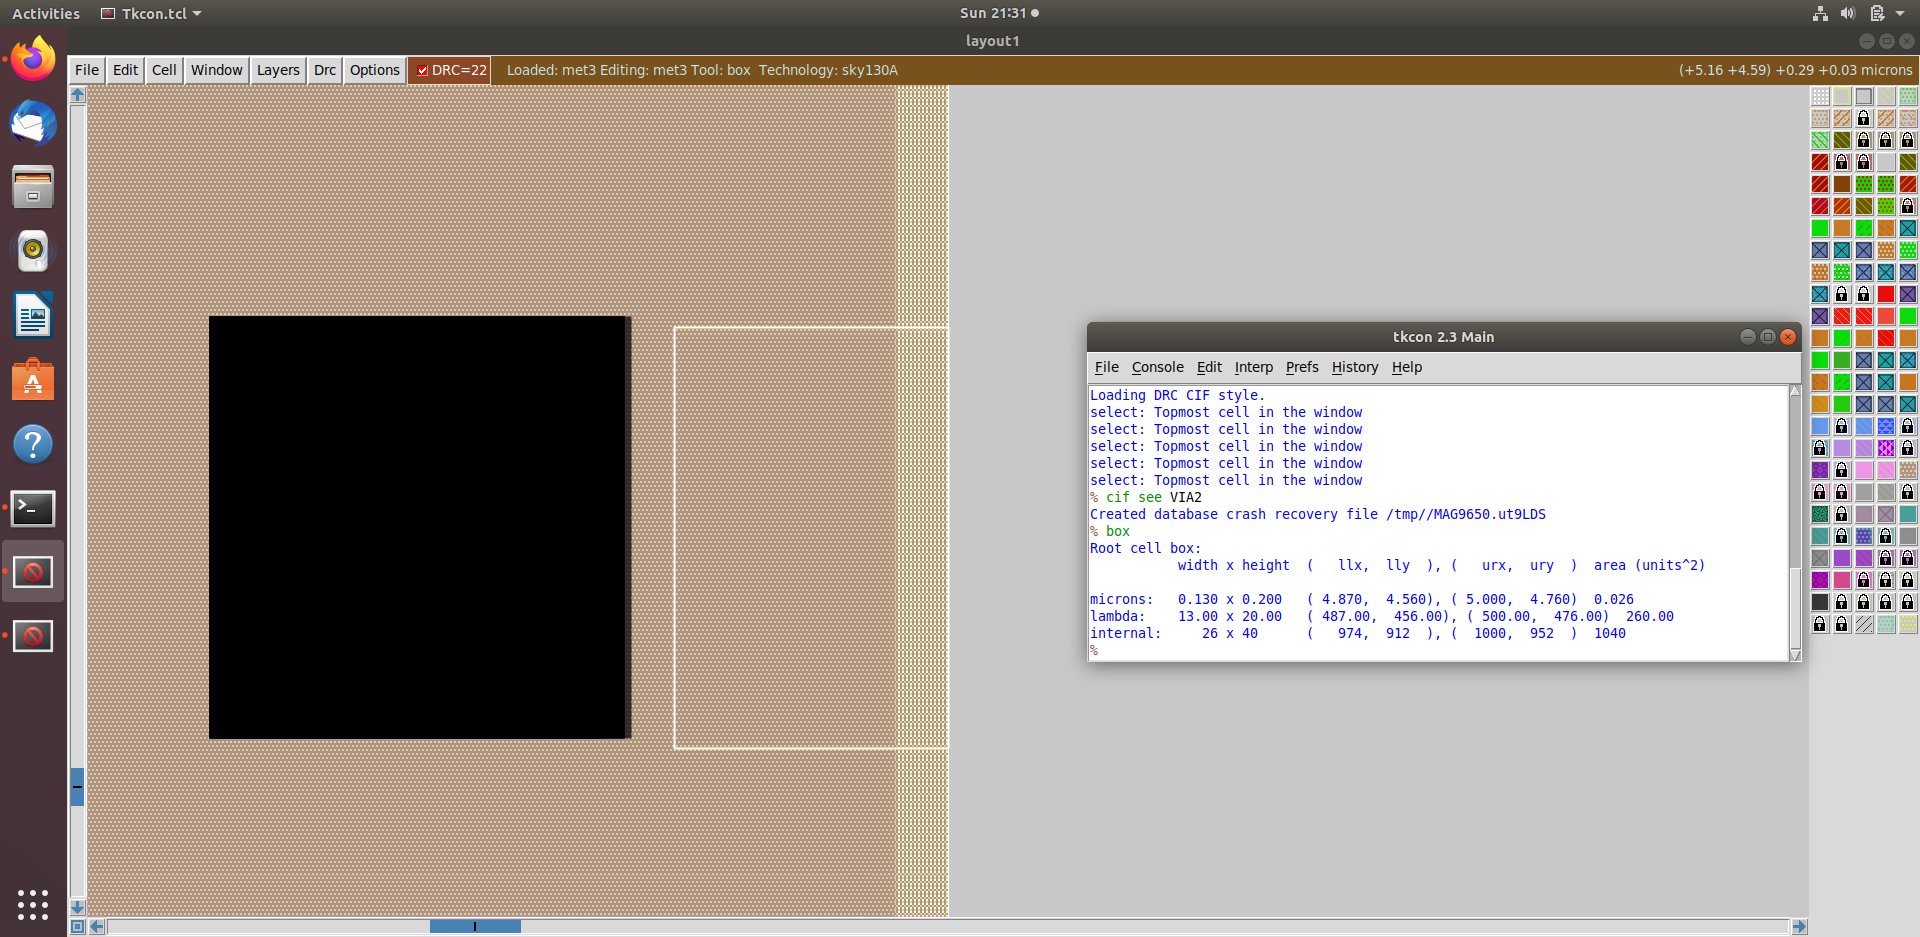 Activities Tkcon.tcl Sun 21:31
layout1
File Edit Cell Window Layers Drc Options DRC=22 Loaded: met3 Editing: met3 Tool: box Technology: sky130A (+5.16 +4.59) +0.29 +0.03 microns
tkcon 2.3 Main
File Console Edit Interp Prefs History Help
Loading DRC CIF style.
select: Topmost cell in the window
select: Topmost cell in the window
select: Topmost cell in the window
select: Topmost cell in the window
select: Topmost cell in the window
% cif see VIA2
Created database crash recovery file /tmp//MAG9650.ut9LDS
% box
Root cell box:
width x height ( llx, lly ), ( urx, ury ) area (units^2)
microns: 0.130 x 0.200 ( 4.870, 4.560), ( 5.000, 4.760) 0.026
lambda: 13.00 x 20.00 ( 487.00, 456.00), ( 500.00, 476.00) 260.00
internal: 26 x 40 ( 974, 912 ), ( 1000, 952 ) 1040
%